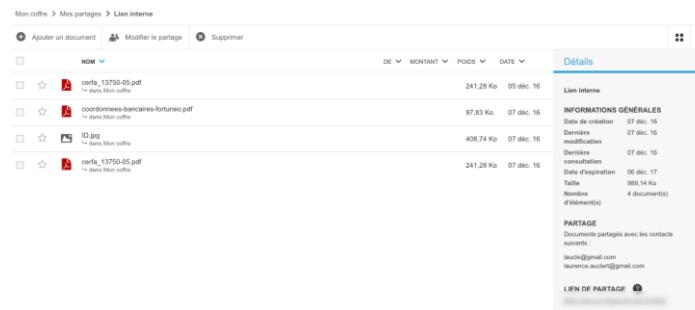 Mon coffre > Mes partages > Lien interne
Ajouter un document Modifier le partage Supprimer
NOM DE MONTANT POIDS DATE
cerfa_13750-05.pdf 241,28 Ko 05 déc. 16
dans Mon coffre
coordonnees-bancaires-fortuneo.pdf 97,83 Ko 07 déc. 16
dans Mon coffre
ID.jpg 408,74 Ko 07 déc. 16
dans Mon coffre
cerfa_13750-05.pdf 241,28 Ko 07 déc. 16
dans Mon coffre
Détails
Lien interne
INFORMATIONS GÉNÉRALES
Date de création 07 déc. 16
Dernière modification 07 déc. 16
Dernière consultation 07 déc. 16
Date d'expiration 06 déc. 17
Taille 989,14 Ko
Nombre d'élément(s) 4 document(s)
PARTAGE
Documents partagés avec les contacts
suivants :
laucle@gmail.com
laurence.auclert@gmail.com
LIEN DE PARTAGE ?